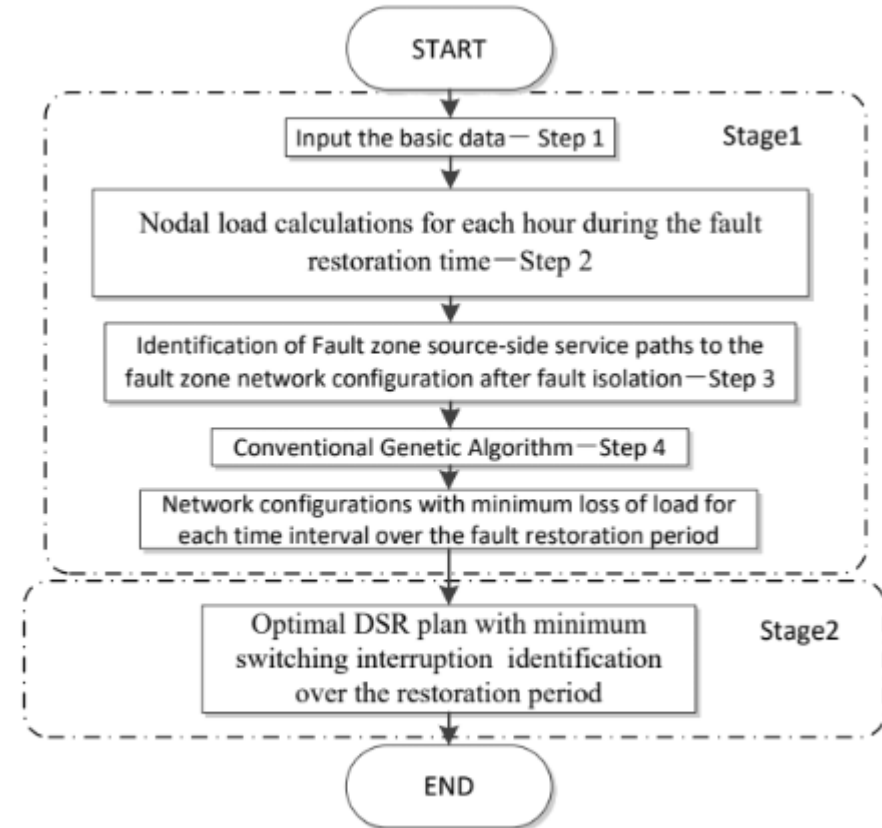 START
Input the basic data— Step 1
Stage1
Nodal load calculations for each hour during the fault
restoration time—Step 2
Identification of Fault zone source-side service paths to the
fault zone network configuration after fault isolation—Step 3
Conventional Genetic Algorithm—Step 4
Network configurations with minimum loss of load for
each time interval over the fault restoration period
Optimal DSR plan with minimum
switching interruption identification
over the restoration period
Stage2
END